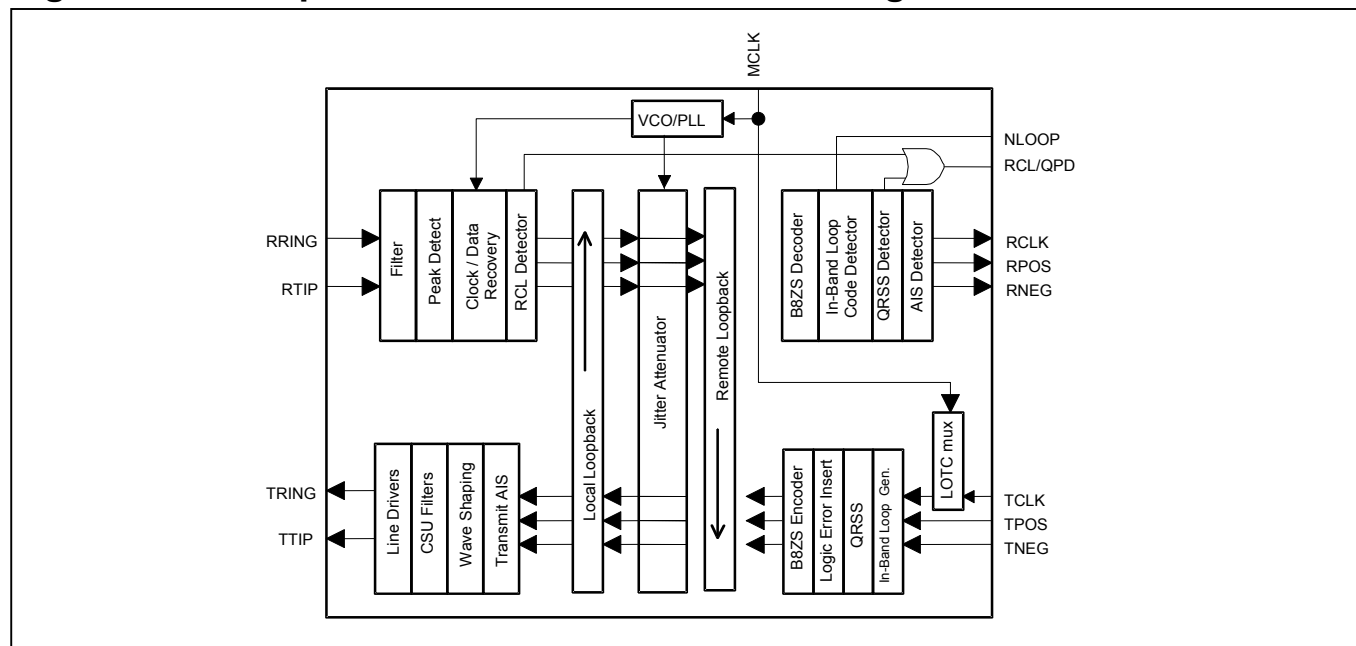 MCLK
VCO/PLL
NLOOP
RCL/QPD
RRING
RTIP
Filter
Peak Detect
Clock / Data
Recovery
RCL Detector
Local Loopback
Jitter Attenuator
Remote Loopback
B8ZS Decoder
In-Band Loop
Code Detector
QRSS Detector
AIS Detector
RCLK
RPOS
RNEG
TRING
TTIP
Line Drivers
CSU Filters
Wave Shaping
Transmit AIS
B8ZS Encoder
Logic Error Insert
QRSS
In-Band Loop Gen.
LOTC mux
TCLK
TPOS
TNEG